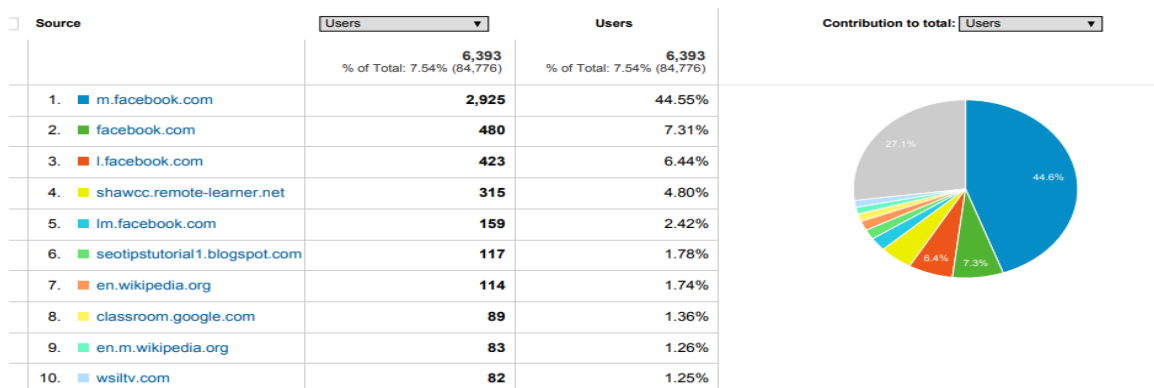 Source Users Users Contribution to total: Users
6,393 6,393
% of Total: 7.54% (84,776) % of Total: 7.54% (84,776)
1. m.facebook.com 2,925 44.55%
2. facebook.com 480 7.31%
3. l.facebook.com 423 6.44%
4. shawcc.remote-learner.net 315 4.80%
5. lm.facebook.com 159 2.42%
6. seotipstutorial1.blogspot.com 117 1.78%
7. en.wikipedia.org 114 1.74%
8. classroom.google.com 89 1.36%
9. en.m.wikipedia.org 83 1.26%
10. wsiltv.com 82 1.25%
27.1%
44.6%
6.4%
7.3%